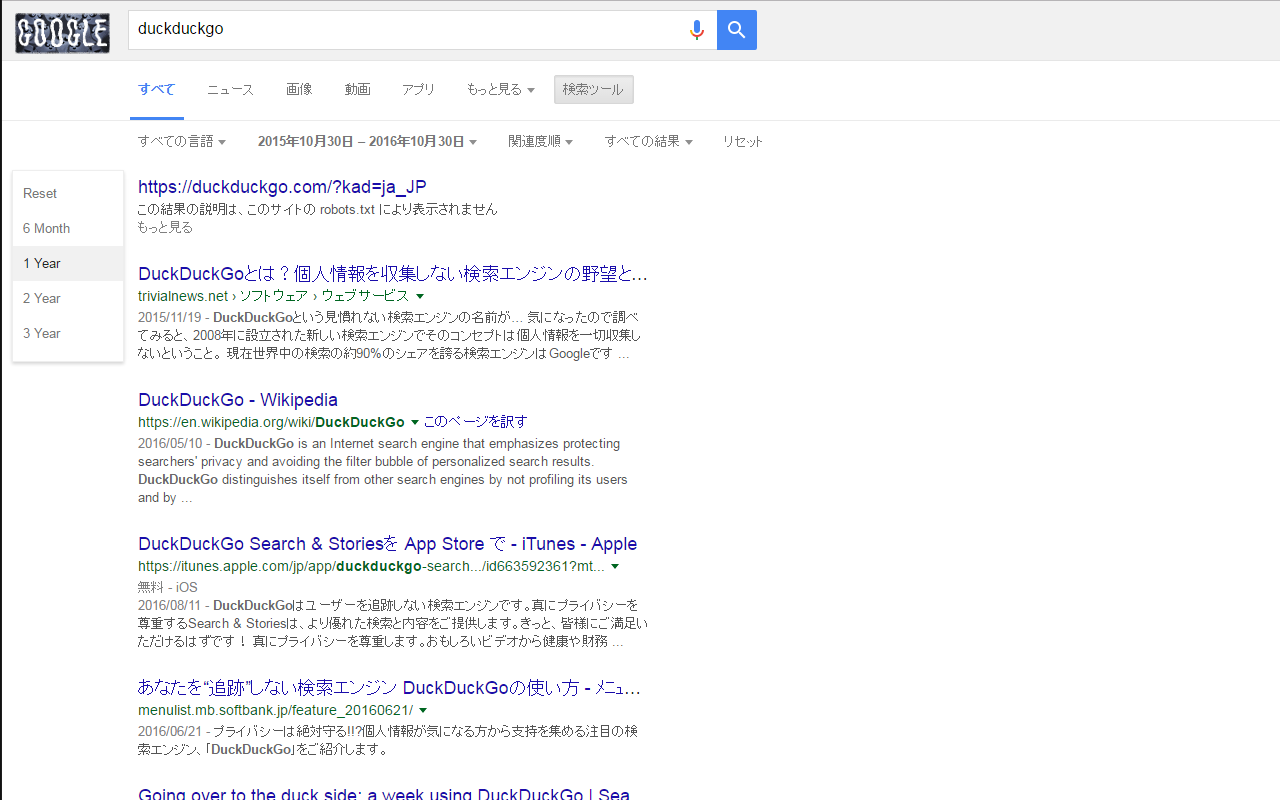 GOOGLE
duckduckgo
すべて ニュース 画像 動画 アプリ もっと見る 検索ツール
すべての言語 2015年10月30日 – 2016年10月30日 関連度順 すべての結果 リセット
Reset
6 Month
1 Year
2 Year
3 Year
https://duckduckgo.com/?kad=ja_JP
この結果の説明は、このサイトの robots.txt により表示されません
もっと見る
DuckDuckGoとは？個人情報を収集しない検索エンジンの野望と...
trivialnews.net › ソフトウェア › ウェブサービス
2015/11/19 - DuckDuckGoという見慣れない検索エンジンの名前が... 気になったので調べ
てみると、2008年に設立された新しい検索エンジンでそのコンセプトは個人情報を一切収集し
ないということ。 現在世界中の検索の約90%のシェアを誇る検索エンジンはGoogleです ...
DuckDuckGo - Wikipedia
https://en.wikipedia.org/wiki/DuckDuckGo このページを訳す
2016/05/10 - DuckDuckGo is an Internet search engine that emphasizes protecting
searchers' privacy and avoiding the filter bubble of personalized search results.
DuckDuckGo distinguishes itself from other search engines by not profiling its users
and by ...
DuckDuckGo Search & Storiesを App Store で - iTunes - Apple
https://itunes.apple.com/jp/app/duckduckgo-search.../id663592361?mt...
無料 - iOS
2016/08/11 - DuckDuckGoはユーザーを追跡しない検索エンジンです。真にプライバシーを
尊重するSearch & Storiesは、より優れた検索と内容をご提供します。きっと、皆様にご満足い
ただけるはずです！ 真にプライバシーを尊重します。おもしろいビデオから健康や財務 ...
あなたを“追跡”しない検索エンジン DuckDuckGoの使い方 - メニュ...
menulist.mb.softbank.jp/feature_20160621/
2016/06/21 - プライバシーは絶対守る!!?個人情報が気になる方から支持を集める注目の検
索エンジン、「DuckDuckGo」をご紹介します。
Going over to the duck side: a week using DuckDuckGo | Sea